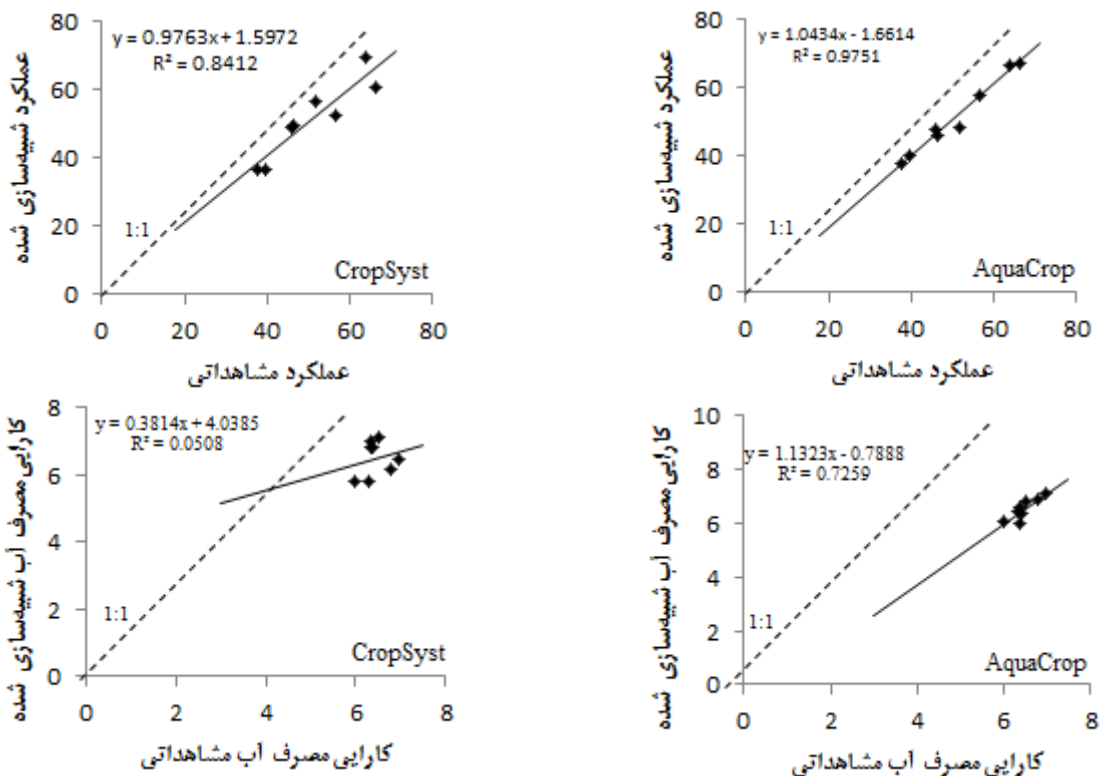 80
60
40
20
0
y = 0.9763x + 1.5972
R² = 0.8412
1:1
CropSyst
0
20
40
60
80
عملکرد شبیه‌سازی شده
عملکرد مشاهداتی
80
60
40
20
0
y = 1.0434x - 1.6614
R² = 0.9751
1:1
AquaCrop
0
20
40
60
80
عملکرد شبیه‌سازی شده
عملکرد مشاهداتی
8
6
4
2
0
y = 0.3814x + 4.0385
R² = 0.0508
1:1
CropSyst
0
2
4
6
8
کارایی مصرف آب شبیه‌سازی شده
کارایی مصرف آب مشاهداتی
10
8
6
4
2
0
y = 1.1323x - 0.7888
R² = 0.7259
1:1
AquaCrop
0
2
4
6
8
کارایی مصرف آب شبیه‌سازی شده
کارایی مصرف آب مشاهداتی